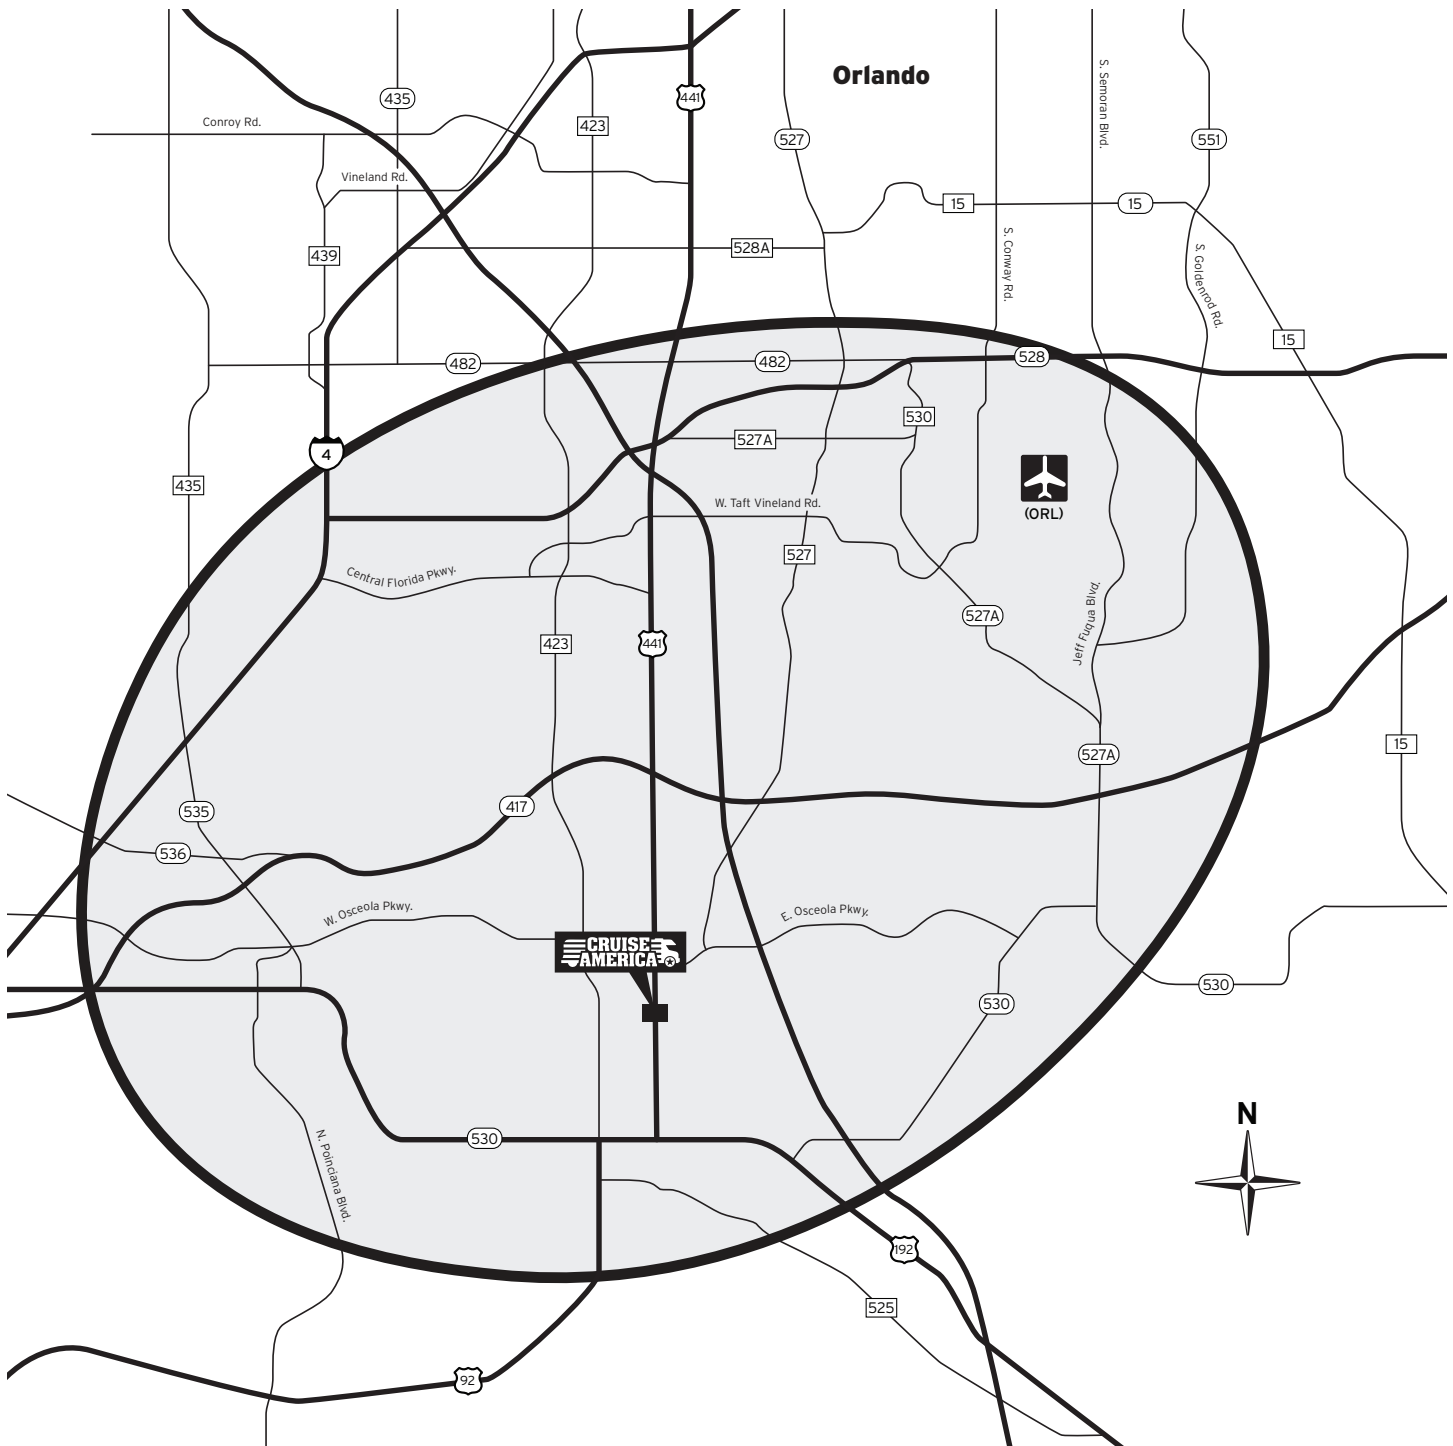 Orlando
435
441
S. Semoran Blvd.
Conroy Rd.
423
527
551
Vineland Rd.
15
15
528A
439
S. Conway Rd.
S. Goldenrod Rd.
15
482
482
528
530
527A
4
435
W. Taft Vineland Rd.
(ORL)
527
Central Florida Pkwy.
527A
Jeff Fuqua Blvd.
423
441
15
527A
417
535
536
W. Osceola Pkwy.
E. Osceola Pkwy.
CRUISE
AMERICA
530
530
N
530
N. Poinciana Blvd.
192
525
92